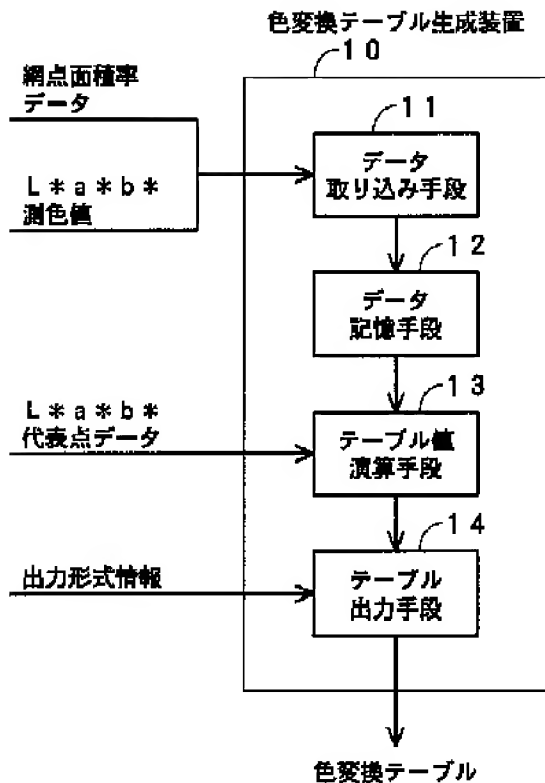 色変換テーブル生成装置
10
網点面積率
データ
L*a*b*
測色値
11
データ
取り込み手段
12
データ
記憶手段
L*a*b*
代表点データ
13
テーブル値
演算手段
出力形式情報
14
テーブル
出力手段
色変換テーブル